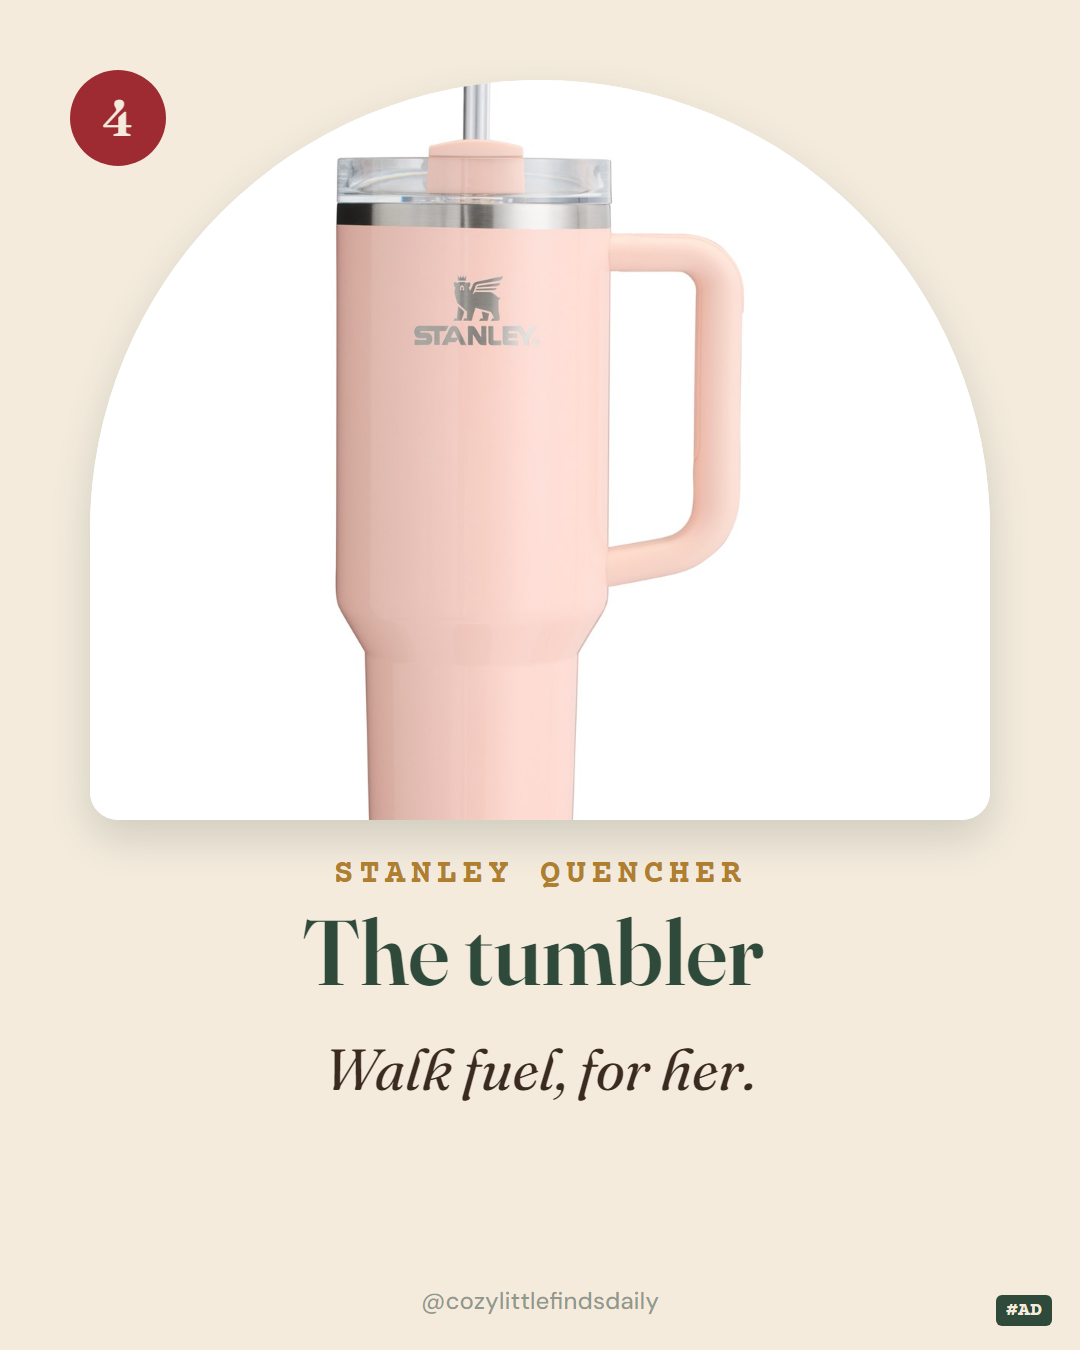 4
STANLEY
STANLEY QUENCHER
The tumbler
Walk fuel, for her.
@cozylittlefindsdaily
#AD